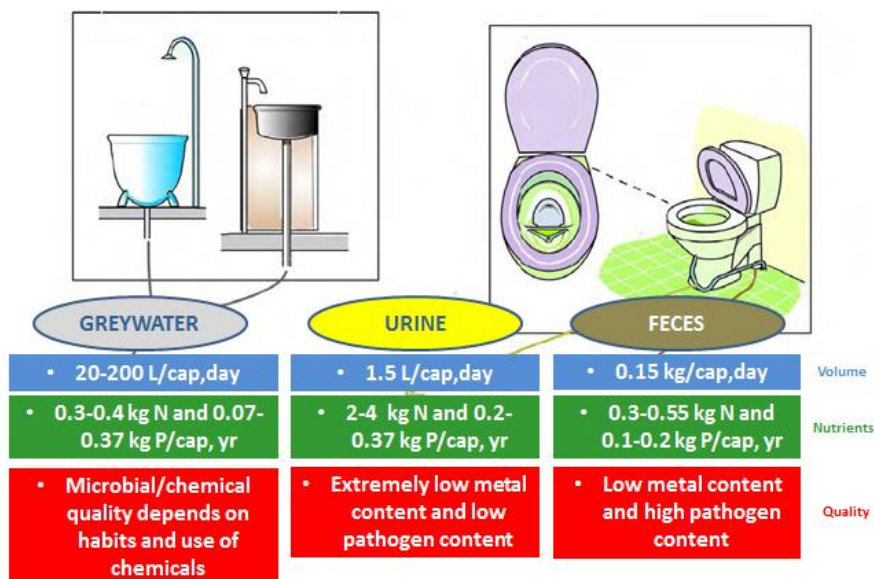 GREYWATER
URINE
FECES
• 20-200 L/cap,day
• 1.5 L/cap,day
• 0.15 kg/cap,day
Volume
• 0.3-0.4 kg N and 0.07-
0.37 kg P/cap, yr
• 2-4 kg N and 0.2-
0.37 kg P/cap, yr
• 0.3-0.55 kg N and
0.1-0.2 kg P/cap, yr
Nutrients
• Microbial/chemical
quality depends on
habits and use of
chemicals
• Extremely low metal
content and low
pathogen content
• Low metal content
and high pathogen
content
Quality